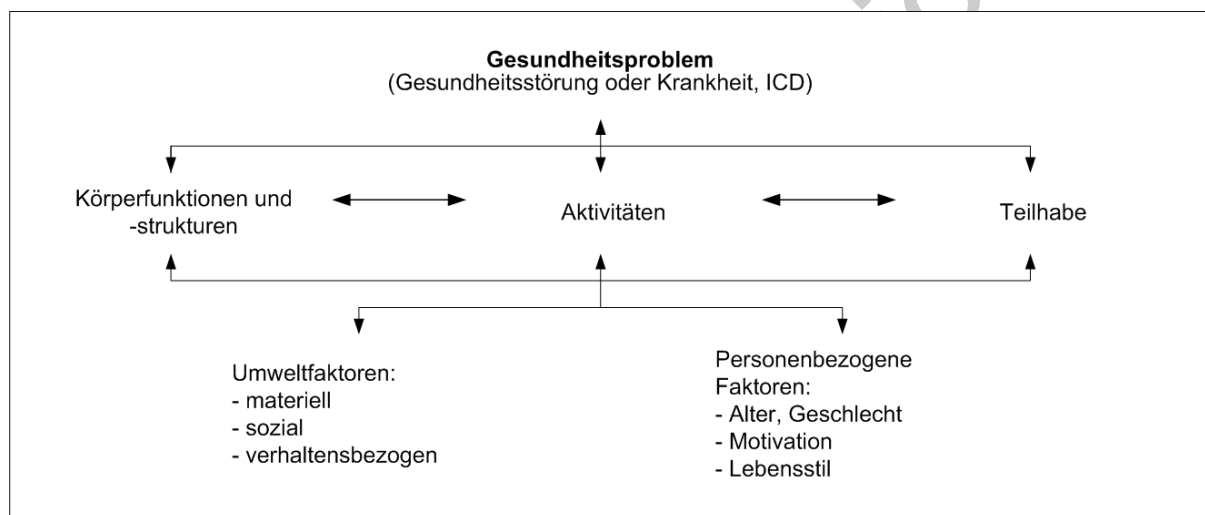 Gesundheitsproblem
(Gesundheitsstörung oder Krankheit, ICD)
Körperfunktionen und
-strukturen
Aktivitäten
Teilhabe
Umweltfaktoren:
- materiell
- sozial
- verhaltensbezogen
Personenbezogene
Faktoren:
- Alter, Geschlecht
- Motivation
- Lebensstil